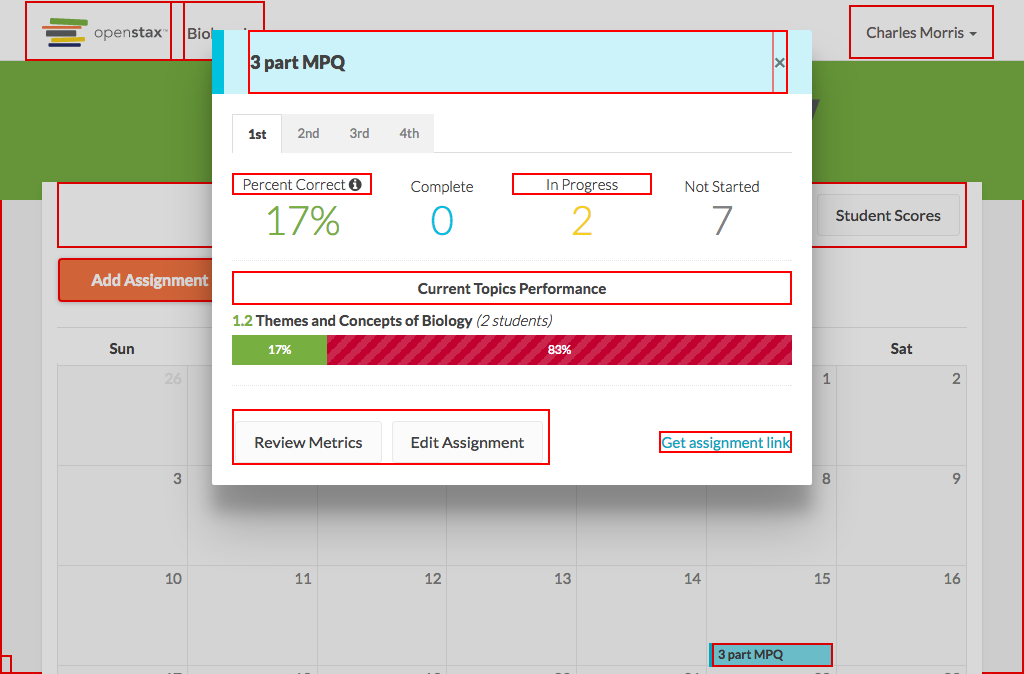 openstax™
Charles Morris
3 part MPQ ×
1st 2nd 3rd 4th
Percent Correct Complete In Progress Not Started
17% 0 2 7
Student Scores
Current Topics Performance
Add Assignment
1.2 Themes and Concepts of Biology (2 students)
17% 83%
Sun Sat
26 1 2
Review Metrics Edit Assignment Get assignment link
3 8 9
10 11 12 13 14 15 16
3 part MPQ